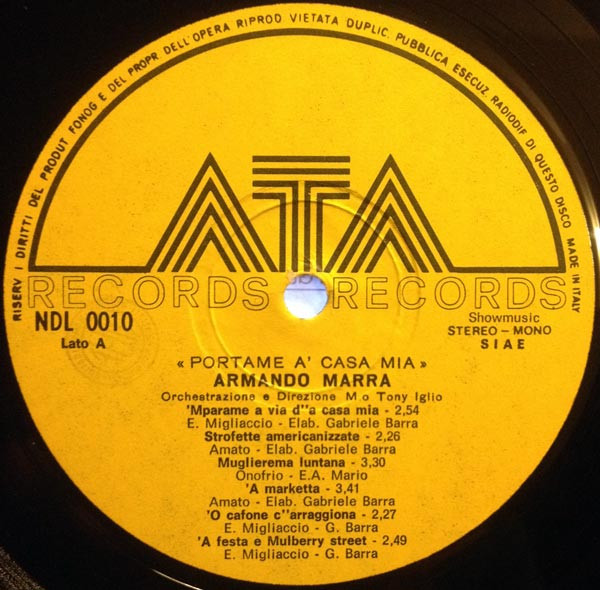 RISERV I DIRITTI DEL PRODUT FONOG E DEL PROPR DELL'OPERA RIPROD VIETATA DUPLIC. PUBBLICA ESECUZ. RADIODIF DI QUESTO DISCO MADE IN ITALY
ATA
RECORDS RECORDS
NDL 0010
Lato A
Showmusic
STEREO – MONO
SIAE
« PORTAME A' CASA MIA »
ARMANDO MARRA
Orchestrazione e Direzione M o Tony Iglio
'Mparame a via d''a casa mia - 2,54
E. Migliaccio - Elab. Gabriele Barra
Strofette americanizzate - 2,26
Amato - Elab. Gabriele Barra
Muglierema luntana - 3,30
Onofrio - E.A. Mario
'A marketta - 3,41
Amato - Elab. Gabriele Barra
'O cafone c''arraggiona - 2,27
E. Migliaccio - G. Barra
'A festa e Mulberry street - 2,49
E. Migliaccio - G. Barra